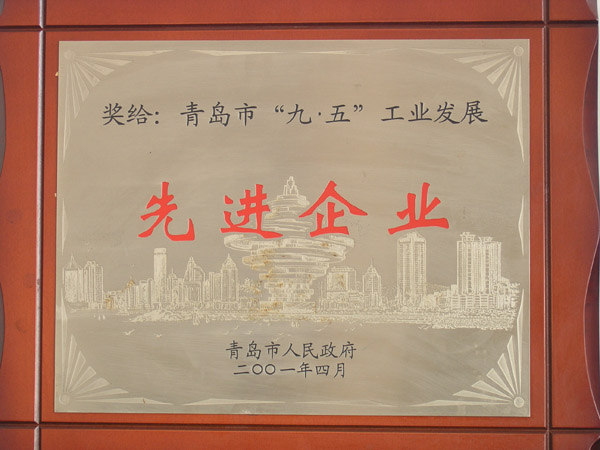 奖给：青岛市“九·五”工业发展
先进企业
青岛市人民政府
二〇〇一年四月